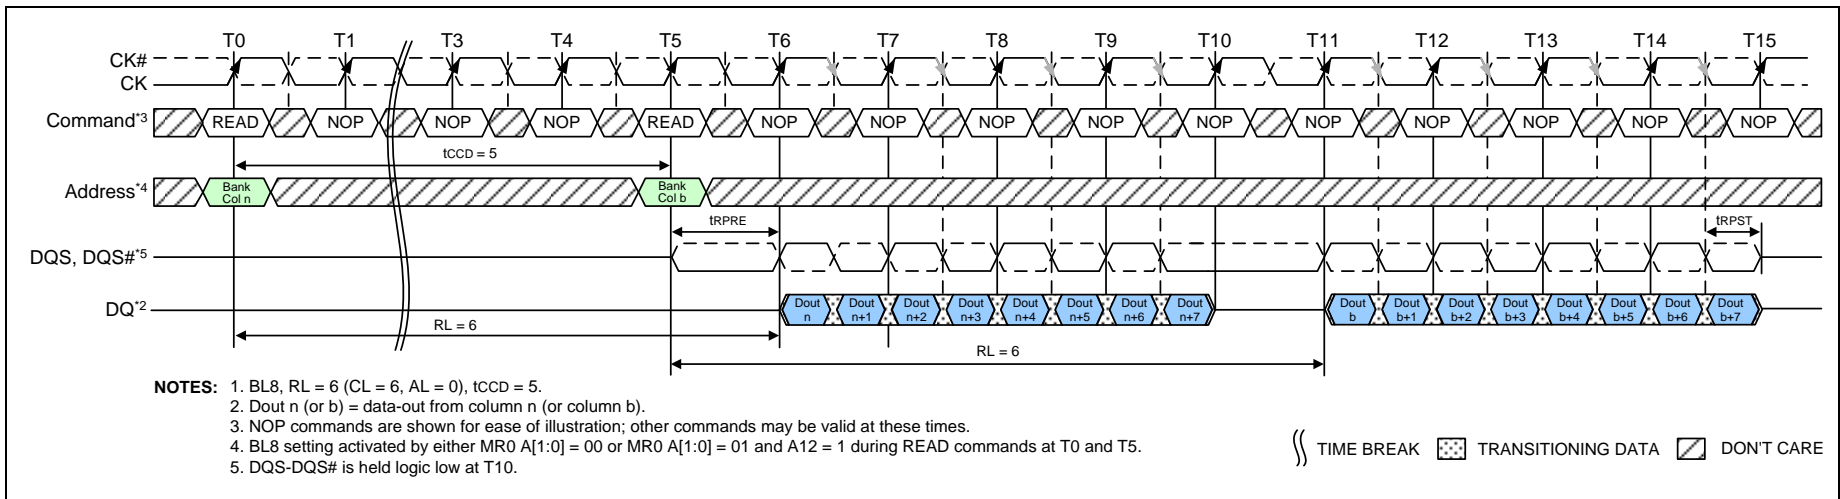 T0 T1 T3 T4 T5 T6 T7 T8 T9 T10 T11 T12 T13 T14 T15
CK#
CK
Command*3 READ NOP NOP NOP READ NOP NOP NOP NOP NOP NOP NOP NOP NOP NOP
tCCD = 5
Address*4 Bank Col n Bank Col b
tRPRE tRPST
DQS, DQS#*5
DQ*2 Dout n Dout n+1 Dout n+2 Dout n+3 Dout n+4 Dout n+5 Dout n+6 Dout n+7 Dout b Dout b+1 Dout b+2 Dout b+3 Dout b+4 Dout b+5 Dout b+6 Dout b+7
RL = 6
RL = 6
NOTES: 1. BL8, RL = 6 (CL = 6, AL = 0), tCCD = 5.
2. Dout n (or b) = data-out from column n (or column b).
3. NOP commands are shown for ease of illustration; other commands may be valid at these times.
4. BL8 setting activated by either MR0 A[1:0] = 00 or MR0 A[1:0] = 01 and A12 = 1 during READ commands at T0 and T5.
5. DQS-DQS# is held logic low at T10.
TIME BREAK TRANSITIONING DATA DON'T CARE